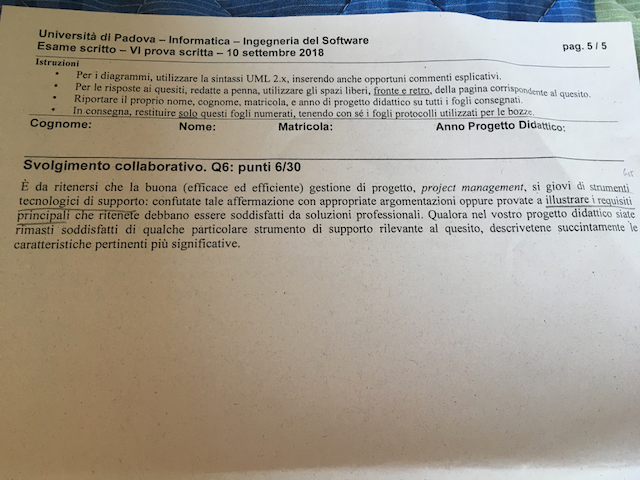 Università di Padova – Informatica – Ingegneria del Software
Esame scritto – VI prova scritta – 10 settembre 2018
pag. 5 / 5
Istruzioni
• Per i diagrammi, utilizzare la sintassi UML 2.x, inserendo anche opportuni commenti esplicativi.
• Per le risposte ai quesiti, redatte a penna, utilizzare gli spazi liberi, fronte e retro, della pagina corrispondente al quesito.
• Riportare il proprio nome, cognome, matricola, e anno di progetto didattico su tutti i fogli consegnati.
• In consegna, restituire solo questi fogli numerati, tenendo con sé i fogli protocolli utilizzati per le bozze.
Cognome: Nome: Matricola: Anno Progetto Didattico:
Svolgimento collaborativo. Q6: punti 6/30
È da ritenersi che la buona (efficace ed efficiente) gestione di progetto, project management, si giovi di strumenti
tecnologici di supporto: confutate tale affermazione con appropriate argomentazioni oppure provate a illustrare i requisiti
principali che ritenete debbano essere soddisfatti da soluzioni professionali. Qualora nel vostro progetto didattico siate
rimasti soddisfatti di qualche particolare strumento di supporto rilevante al quesito, descrivetene succintamente le
caratteristiche pertinenti più significative.